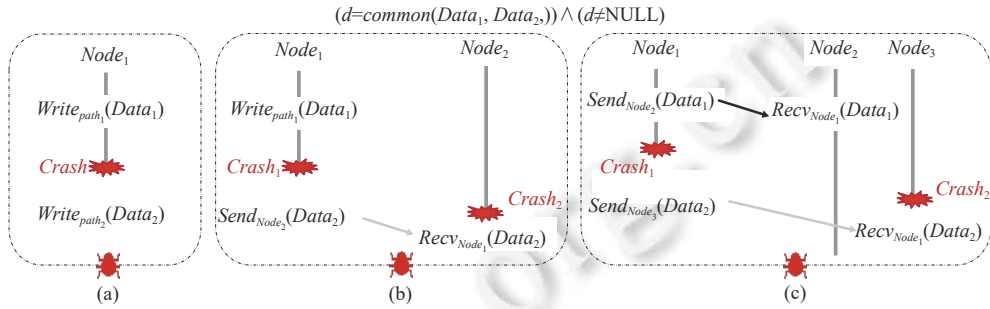 (d=common(Data₁, Data₂,)) ∧ (d≠NULL)
Node₁
Write_path₁(Data₁)
Crash
Write_path₂(Data₂)
(a)
Node₁
Node₂
Write_path₁(Data₁)
Crash₁
Crash₂
Send_Node₂(Data₂)
Recv_Node₁(Data₂)
(b)
Node₁
Node₂
Node₃
Send_Node₂(Data₁)
Recv_Node₁(Data₁)
Crash₁
Crash₂
Send_Node₃(Data₂)
Recv_Node₁(Data₂)
(c)